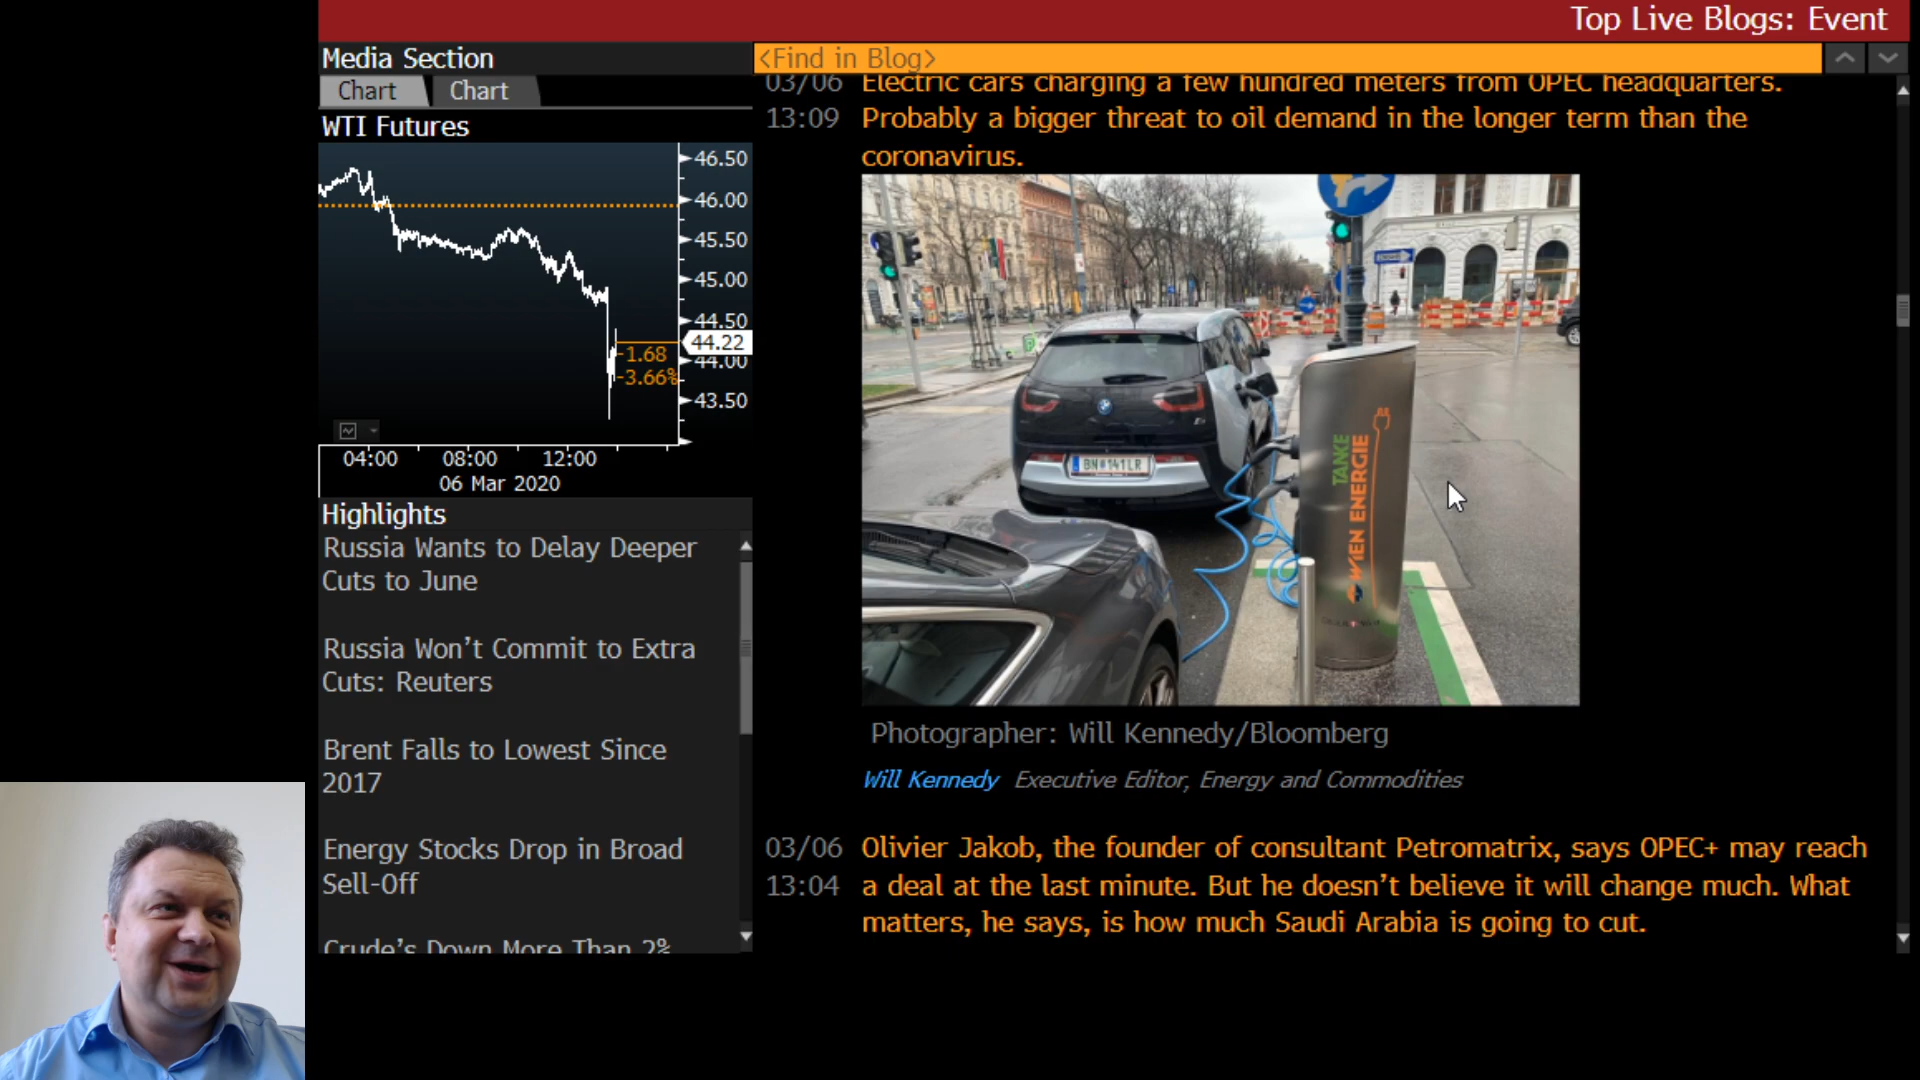 Top Live Blogs: Event
Media Section
<Find in Blog>
Chart
Chart
WTI Futures
46.50
46.00
45.50
45.00
44.50
44.22
44.00
43.50
-1.68
-3.66%
04:00 08:00 12:00
06 Mar 2020
Highlights
Russia Wants to Delay Deeper
Cuts to June
Russia Won't Commit to Extra
Cuts: Reuters
Brent Falls to Lowest Since
2017
Energy Stocks Drop in Broad
Sell-Off
Crude's Down More Than 2%
03/06 Electric cars charging a few hundred meters from OPEC headquarters.
13:09 Probably a bigger threat to oil demand in the longer term than the
coronavirus.
BN 141LR
TANKE
WIEN ENERGIE
Photographer: Will Kennedy/Bloomberg
Will Kennedy Executive Editor, Energy and Commodities
03/06 Olivier Jakob, the founder of consultant Petromatrix, says OPEC+ may reach
13:04 a deal at the last minute. But he doesn't believe it will change much. What
matters, he says, is how much Saudi Arabia is going to cut.